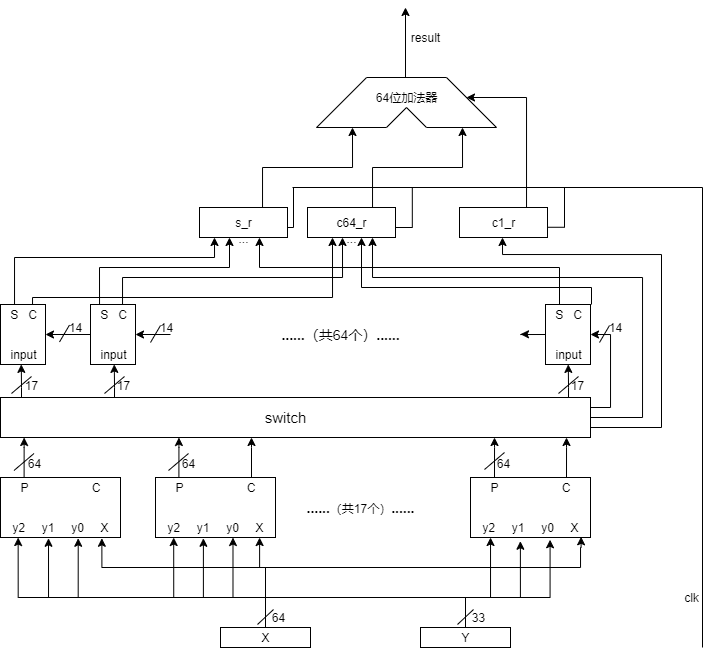 result
64位加法器
s_r
c64_r
c1_r
...
...
S C
S C
S C
14
14
14
......（共64个）......
input
input
input
17
17
17
switch
64
64
64
P C
P C
P C
......（共17个）......
y2 y1 y0 X
y2 y1 y0 X
y2 y1 y0 X
clk
64
33
X
Y